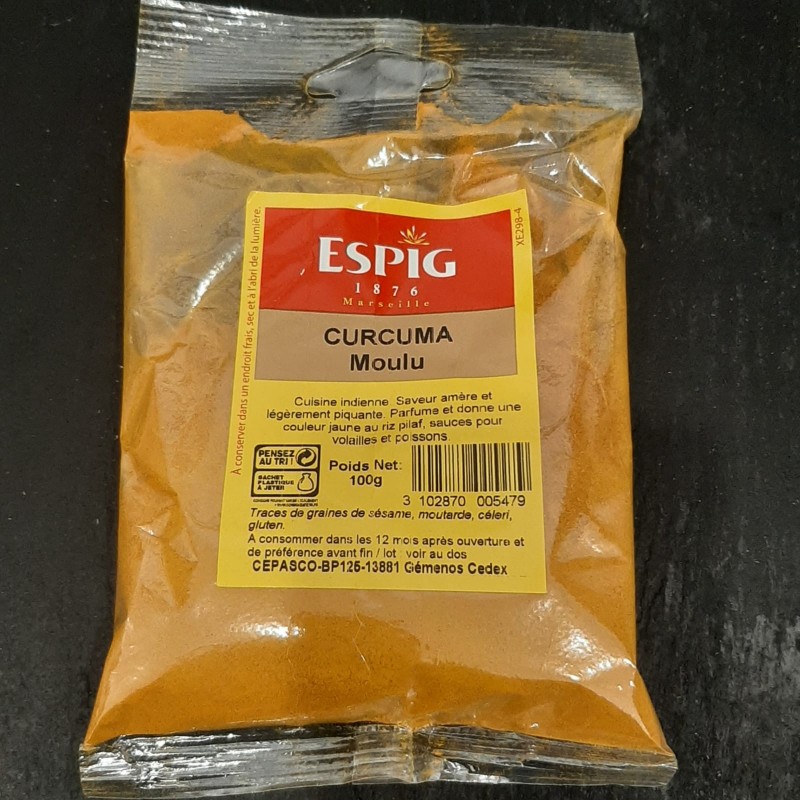 ESPIG
1876
Marseille
XE298-4
À conserver dans un endroit frais, sec et à l'abri de la lumière.
CURCUMA
Moulu
Cuisine indienne. Saveur amère et
légèrement piquante. Parfume et donne une
couleur jaune au riz pilaf, sauces pour
volailles et poissons.
PENSEZ
AU TRI !
SACHET
PLASTIQUE
À JETER
Poids Net:
100g
3 102870 005479
Traces de graines de sésame, moutarde, céleri,
gluten.
A consommer dans les 12 mois après ouverture et
de préférence avant fin / lot : voir au dos
CEPASCO-BP125-13881 Gémenos Cedex